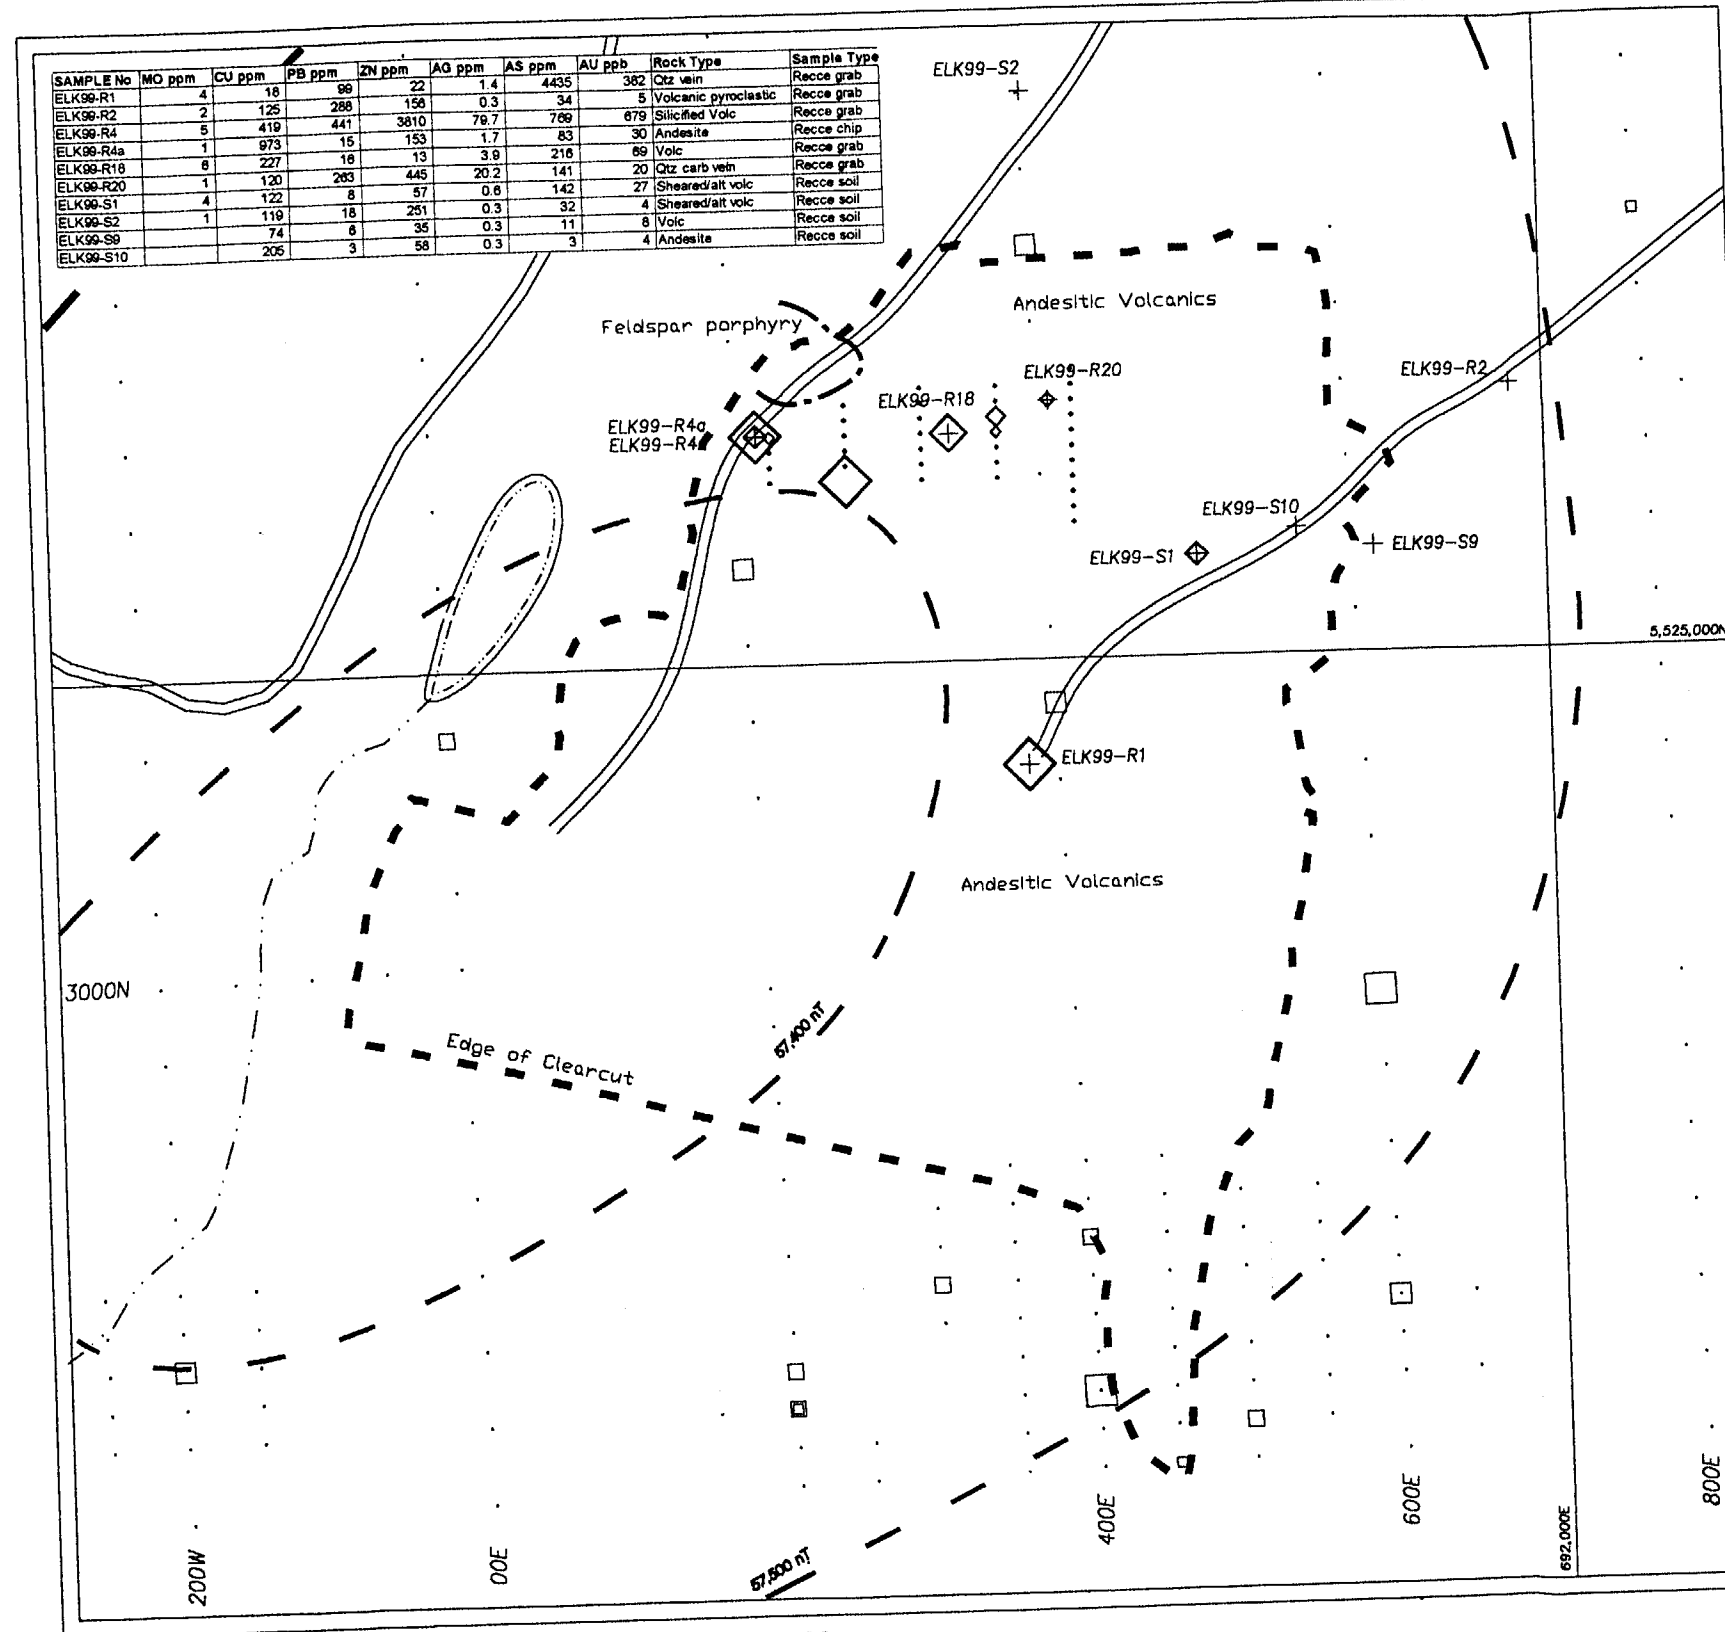 SAMPLE No MO ppm CU ppm PB ppm ZN ppm AG ppm AS ppm AU ppb Rock Type Sample Type
ELK99-R1 4 18 99 22 1.4 4435 382 Qtz vein Recce grab
ELK99-R2 2 125 288 158 0.3 34 5 Volcanic pyroclastic Recce grab
ELK99-R4 5 419 441 3810 79.7 769 679 Silicified Volc Recce grab
ELK99-R4a 1 973 15 153 1.7 83 30 Andesite Recce chip
ELK99-R18 6 227 16 13 3.9 216 69 Volc Recce grab
ELK99-R20 1 120 263 445 20.2 141 20 Qtz carb vein Recce grab
ELK99-S1 4 122 8 57 0.6 142 27 Sheared/alt volc Recce soil
ELK99-S2 1 119 18 251 0.3 32 4 Sheared/alt volc Recce soil
ELK99-S9 74 6 35 0.3 11 8 Volc Recce soil
ELK99-S10 205 3 58 0.3 3 4 Andesite Recce soil
ELK99-S2
Andesitic Volcanics
Feldspar porphyry
ELK99-R2
ELK99-R20
ELK99-R18
ELK99-R4a
ELK99-R4
ELK99-S10
ELK99-S9
ELK99-S1
5,525,000N
ELK99-R1
Andesitic Volcanics
3000N
57,400 nT
Edge of Clearcut
57,500 nT
200W
00E
400E
600E
692,000E
800E